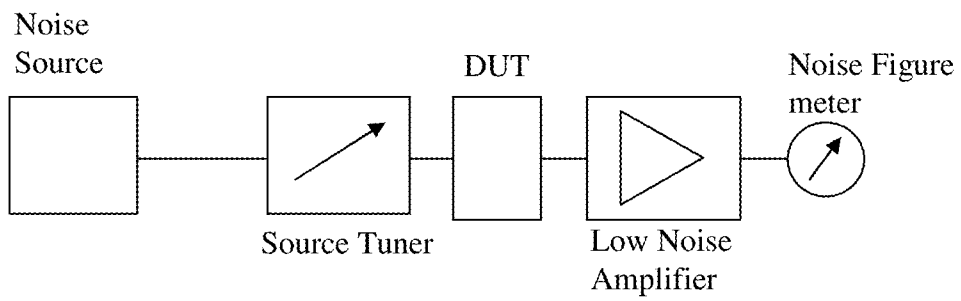 Noise
Source
DUT
Noise Figure
meter
Source Tuner
Low Noise
Amplifier